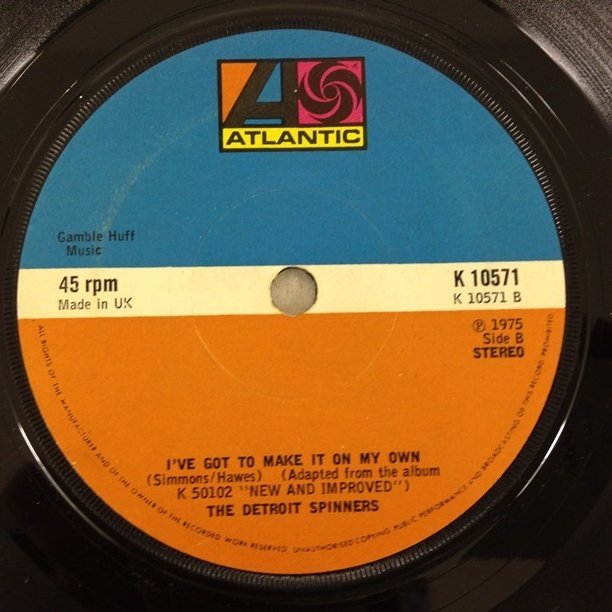 ATLANTIC
Gamble Huff
Music
45 rpm
Made in UK
K 10571
K 10571 B
℗ 1975
Side B
STEREO
I'VE GOT TO MAKE IT ON MY OWN
(Simmons/Hawes) (Adapted from the album
K 50102 "NEW AND IMPROVED")
THE DETROIT SPINNERS
ALL RIGHTS OF THE MANUFACTURER AND OF THE OWNER OF THE RECORDED WORK RESERVED UNAUTHORISED COPYING PUBLIC PERFORMANCE AND BROADCASTING OF THIS RECORD PROHIBITED